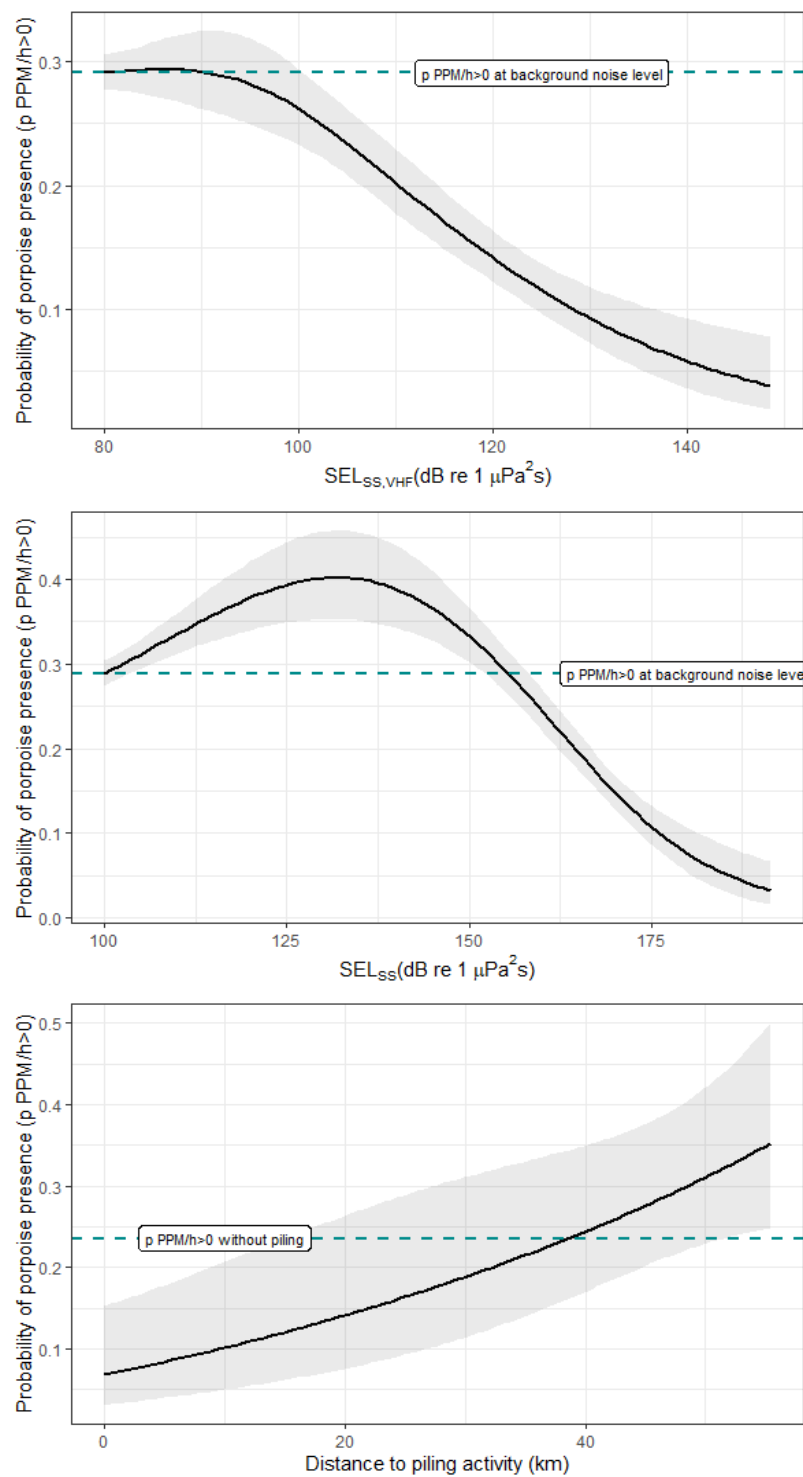 Probability of porpoise presence (p PPM/h>0)
0.3
0.2
0.1
p PPM/h>0 at background noise level
80
100
120
140
SELSS,VHF(dB re 1 μPa2s)
Probability of porpoise presence (p PPM/h>0)
0.4
0.3
0.2
0.1
0.0
p PPM/h>0 at background noise leve
100
125
150
175
SELSS(dB re 1 μPa2s)
Probability of porpoise presence (p PPM/h>0)
0.5
0.4
0.3
0.2
0.1
p PPM/h>0 without piling
0
20
40
Distance to piling activity (km)